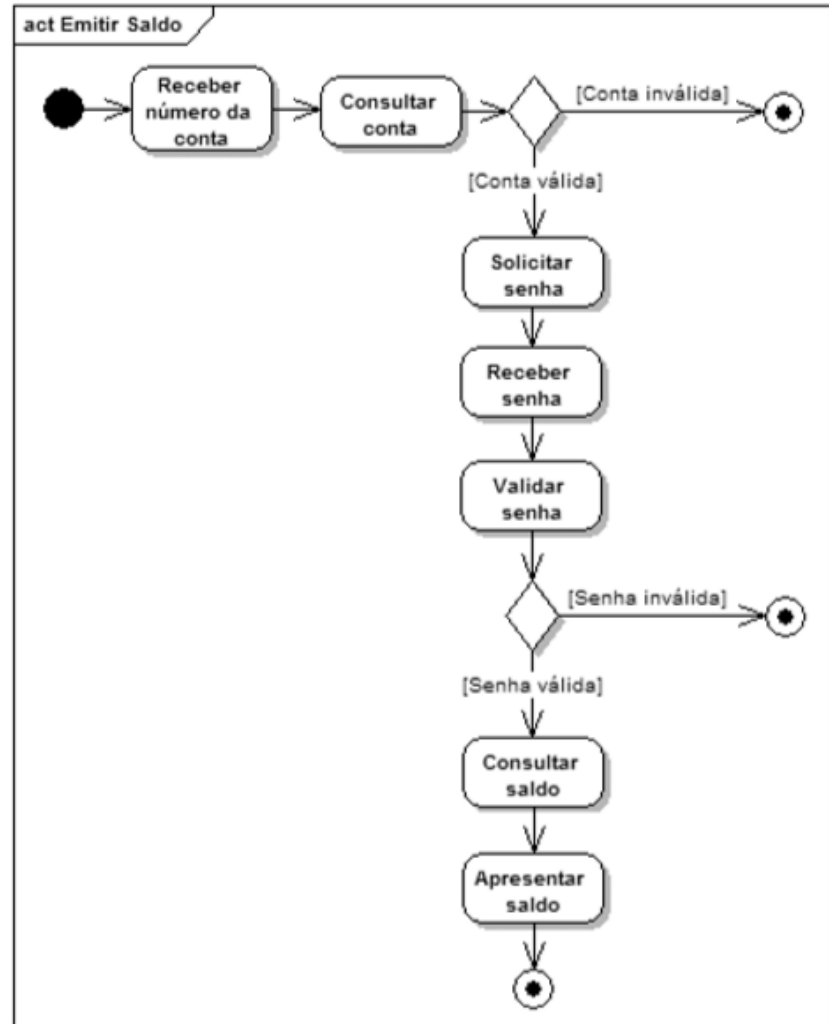 act Emitir Saldo
Receber
número da
conta
Consultar
conta
[Conta inválida]
[Conta válida]
Solicitar
senha
Receber
senha
Validar
senha
[Senha inválida]
[Senha válida]
Consultar
saldo
Apresentar
saldo